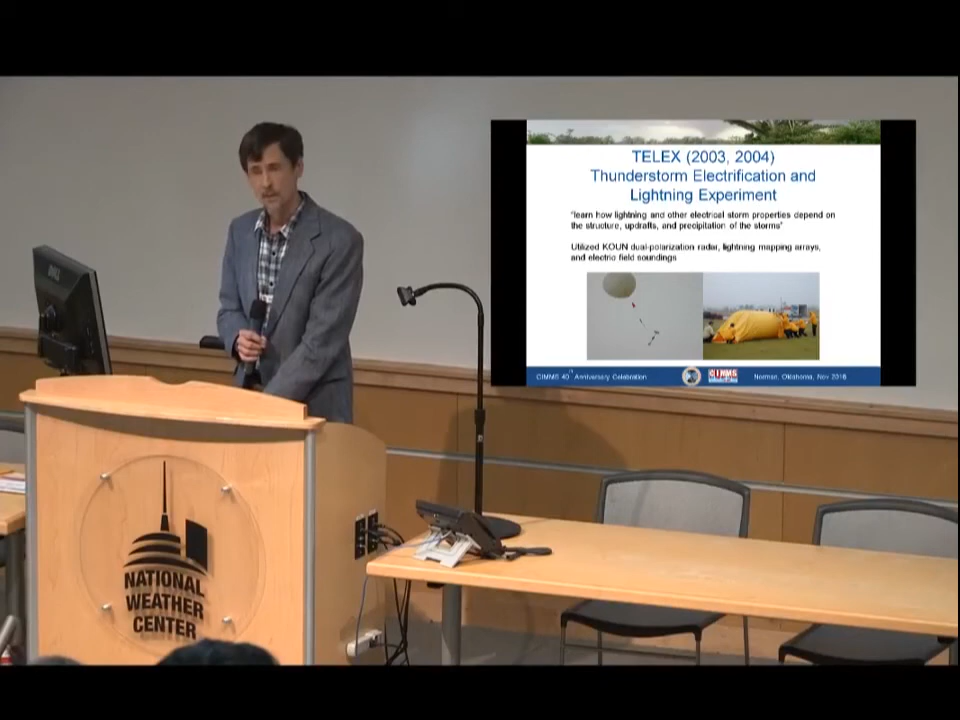 TELEX (2003, 2004)
Thunderstorm Electrification and
Lightning Experiment
"learn how lightning and other electrical storm properties depend on
the structure, updrafts, and precipitation of the storms"
Utilized KOUN dual-polarization radar, lightning mapping arrays,
and electric field soundings
CIMMS 40th Anniversary Celebration
CIMMS
Norman, Oklahoma, Nov 2018
NATIONAL
WEATHER
CENTER